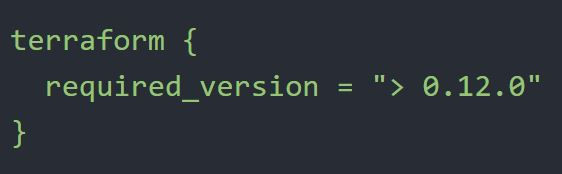 terraform {
  required_version = "> 0.12.0"
}